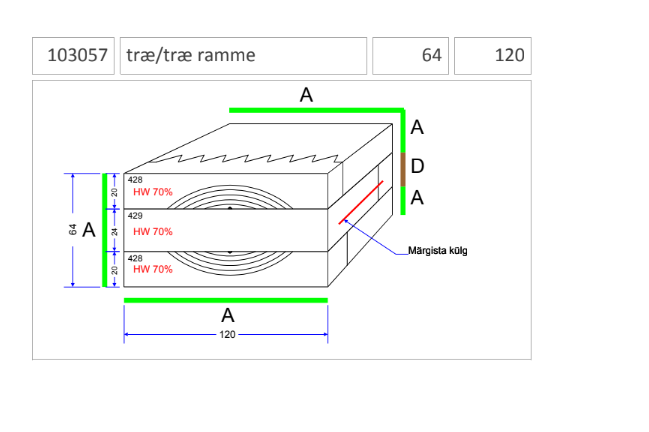 103057 træ/træ ramme 64 120
A
A
428
D
HW 70%
20
A
429
64
A
24
HW 70%
428
Märgista külg
20
HW 70%
A
120